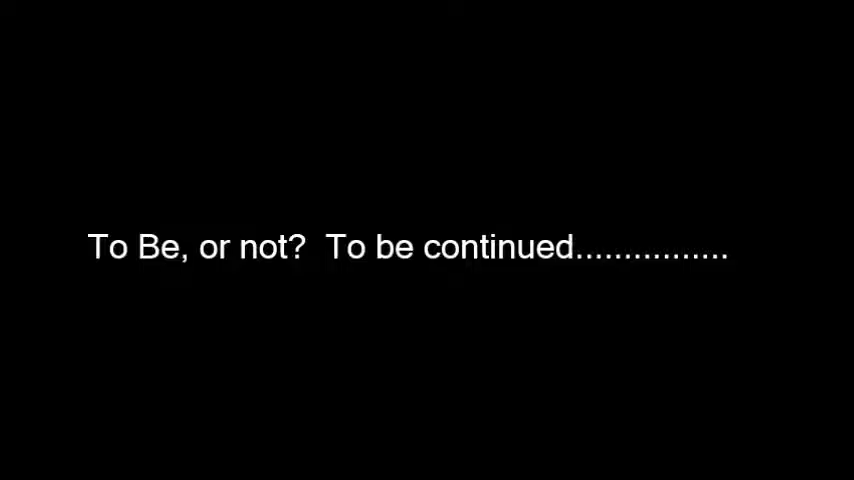 To Be, or not?  To be continued................